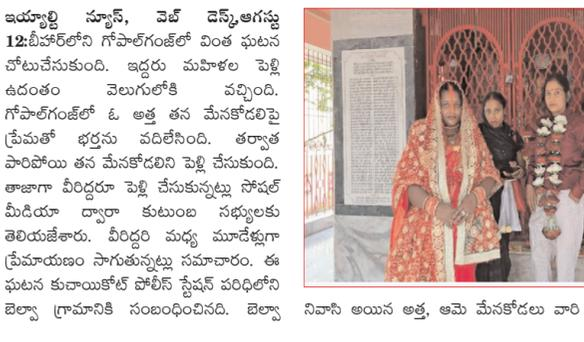 ఇయ్యాల్టి న్యూస్, వెబ్ డెస్క్,ఆగస్టు
12:బీహార్‌లోని గోపాల్‌గంజ్‌లో వింత ఘటన
చోటుచేసుకుంది. ఇద్దరు మహిళల పెళ్లి
ఉదంతం వెలుగులోకి వచ్చింది.
గోపాల్‌గంజ్‌లో ఓ అత్త తన మేనకోడలిపై
ప్రేమతో భర్తను వదిలేసింది. తర్వాత
పారిపోయి తన మేనకోడలిని పెళ్లి చేసుకుంది.
తాజాగా వీరిద్దరూ పెళ్లి చేసుకున్నట్లు సోషల్
మీడియా ద్వారా కుటుంబ సభ్యులకు
తెలియజేశారు. వీరిద్దరి మధ్య మూడేళ్లుగా
ప్రేమాయణం సాగుతున్నట్లు సమాచారం. ఈ
ఘటన కుచాయికోట్ పోలీస్ స్టేషన్ పరిధిలోని
బెల్వా గ్రామానికి సంబంధించినది. బెల్వా
నివాసి అయిన అత్త, ఆమె మేనకోడలు వారి